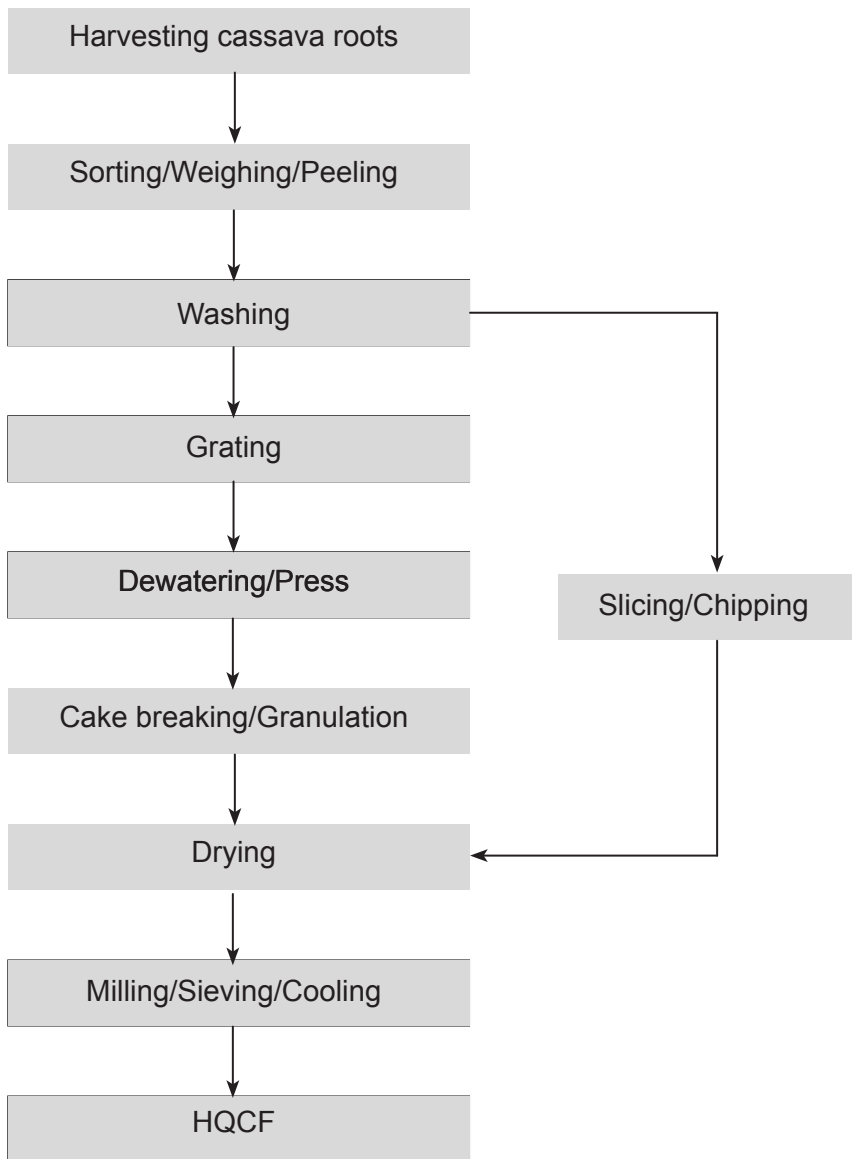 Harvesting cassava roots
Sorting/Weighing/Peeling
Washing
Grating
Dewatering/Press
Slicing/Chipping
Cake breaking/Granulation
Drying
Milling/Sieving/Cooling
HQCF